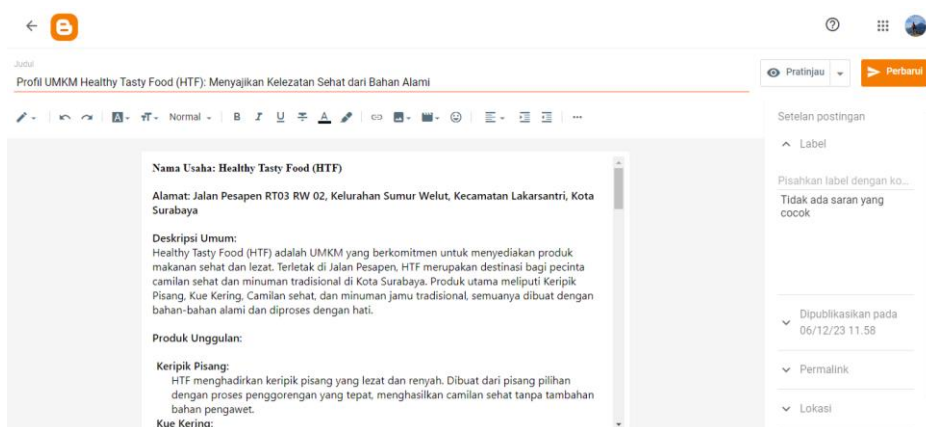 Judul
Profil UMKM Healthy Tasty Food (HTF): Menyajikan Kelezatan Sehat dari Bahan Alami
Pratinjau
Perbarui
Normal
B I U A
Setelan postingan
Label
Pisahkan label dengan ko...
Tidak ada saran yang
cocok
Dipublikasikan pada
06/12/23 11.58
Permalink
Lokasi
Nama Usaha: Healthy Tasty Food (HTF)
Alamat: Jalan Pesapen RT03 RW 02, Kelurahan Sumur Welut, Kecamatan Lakarsantri, Kota
Surabaya
Deskripsi Umum:
Healthy Tasty Food (HTF) adalah UMKM yang berkomitmen untuk menyediakan produk
makanan sehat dan lezat. Terletak di Jalan Pesapen, HTF merupakan destinasi bagi pecinta
camilan sehat dan minuman tradisional di Kota Surabaya. Produk utama meliputi Keripik
Pisang, Kue Kering, Camilan sehat, dan minuman jamu tradisional, semuanya dibuat dengan
bahan-bahan alami dan diproses dengan hati.
Produk Unggulan:
Keripik Pisang:
HTF menghadirkan keripik pisang yang lezat dan renyah. Dibuat dari pisang pilihan
dengan proses penggorengan yang tepat, menghasilkan camilan sehat tanpa tambahan
bahan pengawet.
Kue Kering: